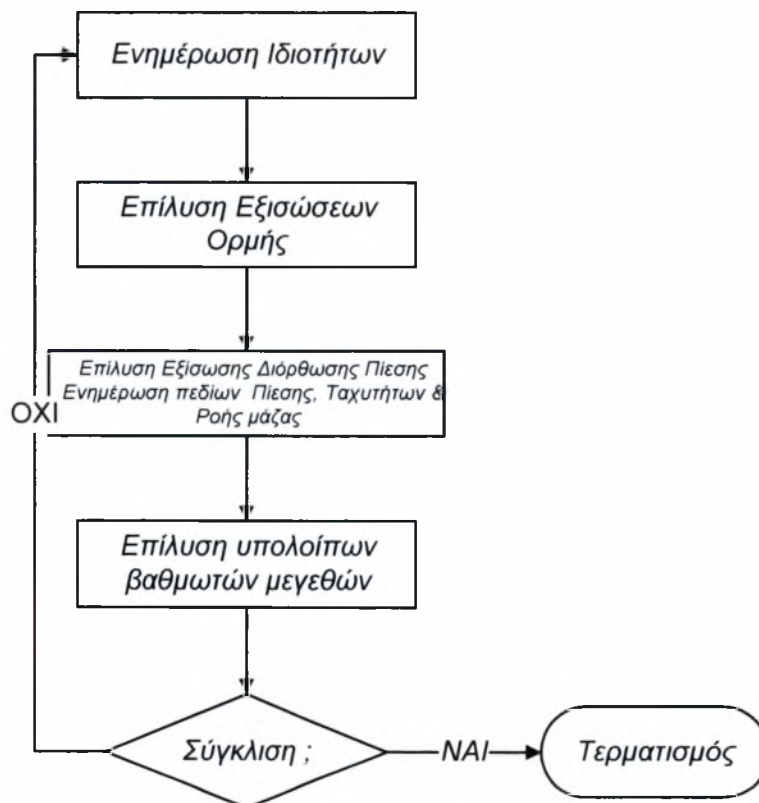 Ενημέρωση Ιδιοτήτων
Επίλυση Εξισώσεων
Ορμής
Επίλυση Εξίσωσης Διόρθωσης Πίεσης
Ενημέρωση πεδίων Πίεσης, Ταχυτήτων &
Ροής μάζας
ΟΧΙ
Επίλυση υπολοίπων
βαθμωτών μεγεθών
Σύγκλιση ;
ΝΑΙ
Τερματισμός